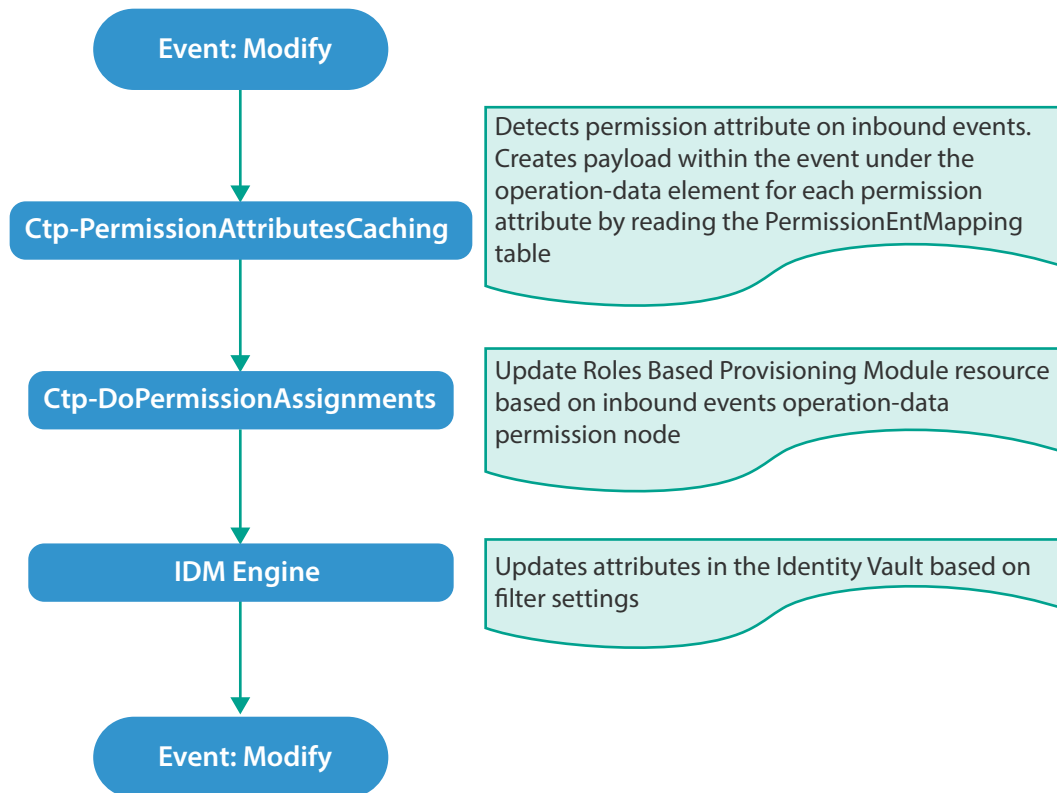 Event: Modify
Detects permission attribute on inbound events.
Creates payload within the event under the
operation-data element for each permission
attribute by reading the PermissionEntMapping
table
Ctp-PermissionAttributesCaching
Update Roles Based Provisioning Module resource
based on inbound events operation-data
permission node
Ctp-DoPermissionAssignments
Updates attributes in the Identity Vault based on
filter settings
IDM Engine
Event: Modify